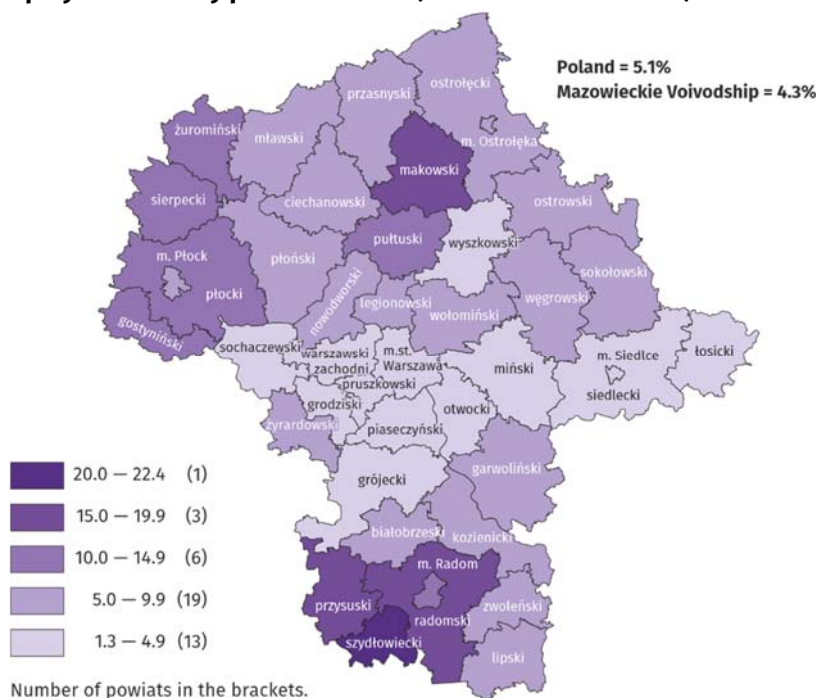 ostrołęcki
Poland = 5.1%
Mazowieckie Voivodship = 4.3%
przasnyski
żuromiński
mławski
m. Ostrołęka
makowski
sierpecki
ciechanowski
ostrowski
pułtuski
wyszkowski
m. Płock
płoński
sokołowski
płocki
nowodworski
legionowski
węgrowski
wołomiński
gostyniński
sochaczewski
warszawski
zachodni
m.st.
Warszawa
m. Siedlce
łosicki
miński
pruszkowski
siedlecki
grodziski
otwocki
żyrardowski
piaseczyński
garwoliński
grójecki
20.0 — 22.4 (1)
15.0 — 19.9 (3)
białobrzeski
kozienicki
10.0 — 14.9 (6)
m. Radom
5.0 — 9.9 (19)
przysuski
zwoleński
radomski
1.3 — 4.9 (13)
szydłowiecki
lipski
Number of powiats in the brackets.